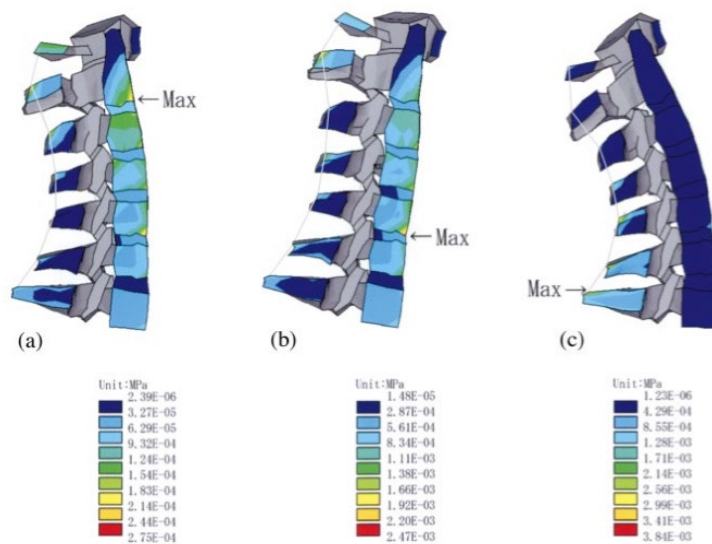 ← Max
← Max
Max →
(a)
(b)
(c)
Unit:MPa
2.39E-06
3.27E-05
6.29E-05
9.32E-04
1.24E-04
1.54E-04
1.83E-04
2.14E-04
2.44E-04
2.75E-04
Unit:MPa
1.48E-05
2.87E-04
5.61E-04
8.34E-04
1.11E-03
1.38E-03
1.66E-03
1.92E-03
2.20E-03
2.47E-03
Unit:MPa
1.23E-06
4.29E-04
8.55E-04
1.28E-03
1.71E-03
2.14E-03
2.56E-03
2.99E-03
3.41E-03
3.84E-03